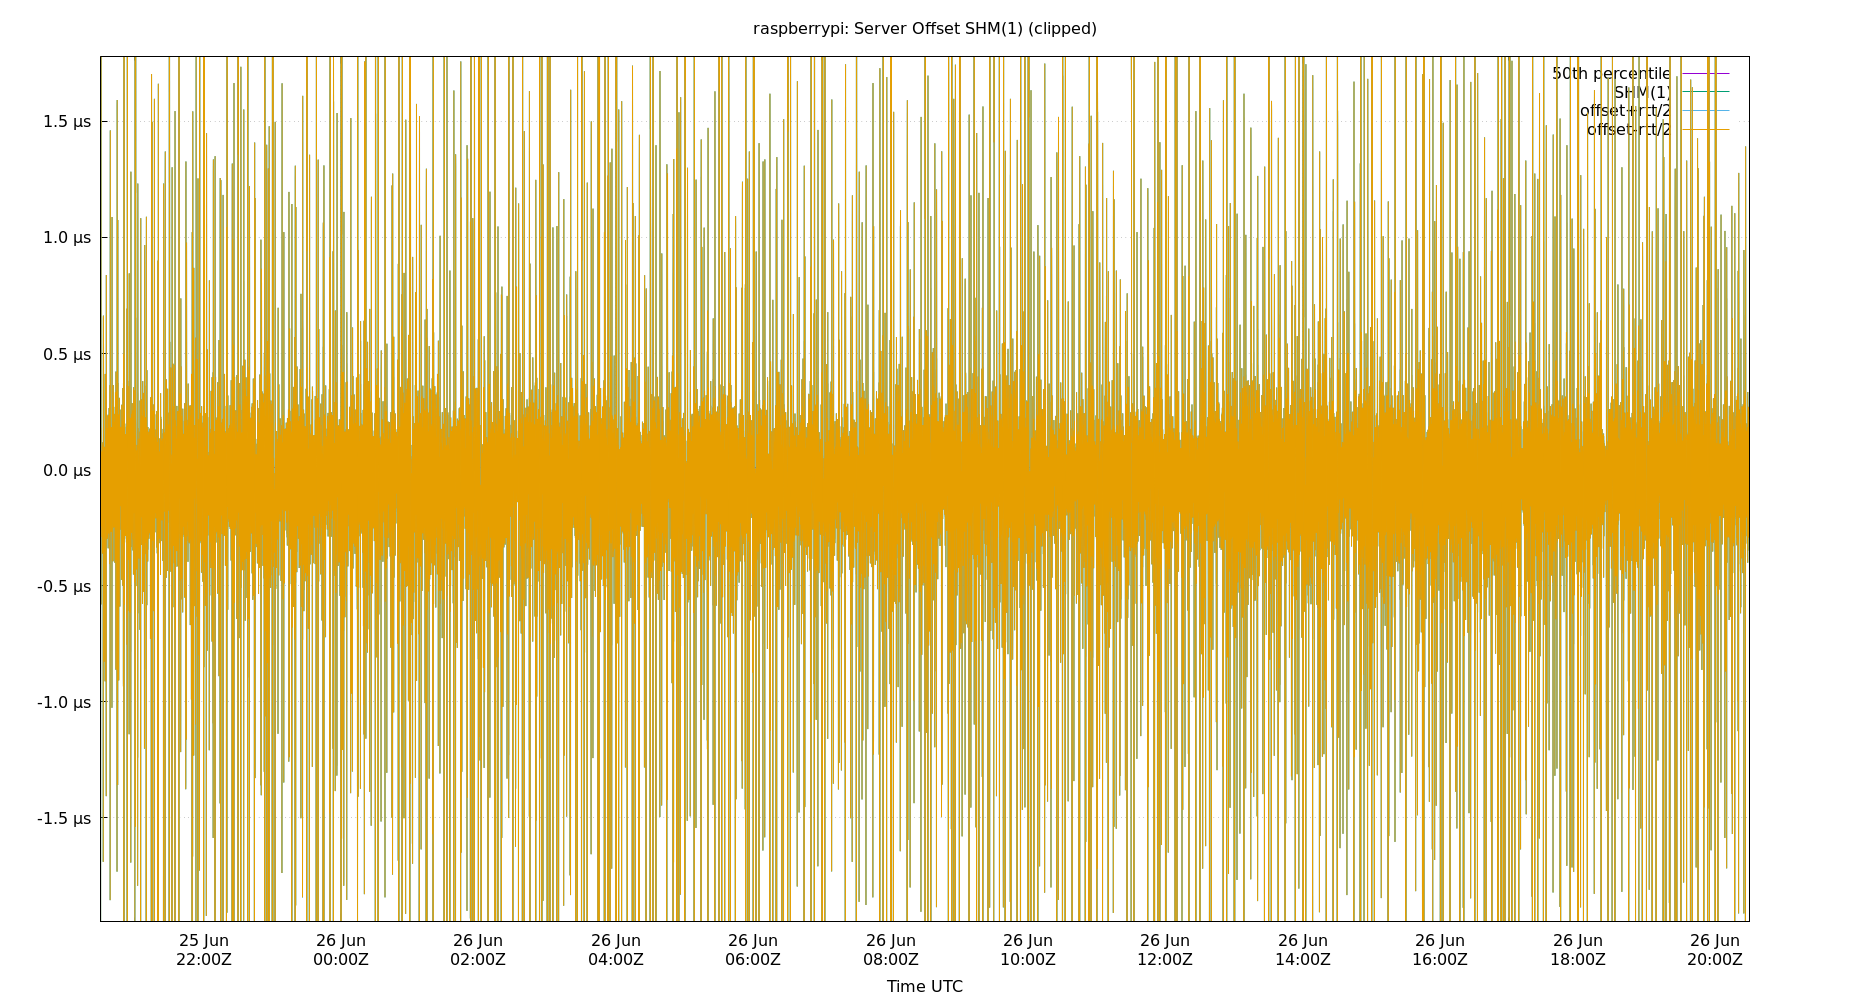 raspberrypi: Server Offset SHM(1) (clipped)
50th percentile
SHM(1)
offset+rtt/2
offset-rtt/2
1.5 µs
1.0 µs
0.5 µs
0.0 µs
-0.5 µs
-1.0 µs
-1.5 µs
25 Jun 26 Jun 26 Jun 26 Jun 26 Jun 26 Jun 26 Jun 26 Jun 26 Jun 26 Jun 26 Jun 26 Jun
22:00Z 00:00Z 02:00Z 04:00Z 06:00Z 08:00Z 10:00Z 12:00Z 14:00Z 16:00Z 18:00Z 20:00Z
Time UTC